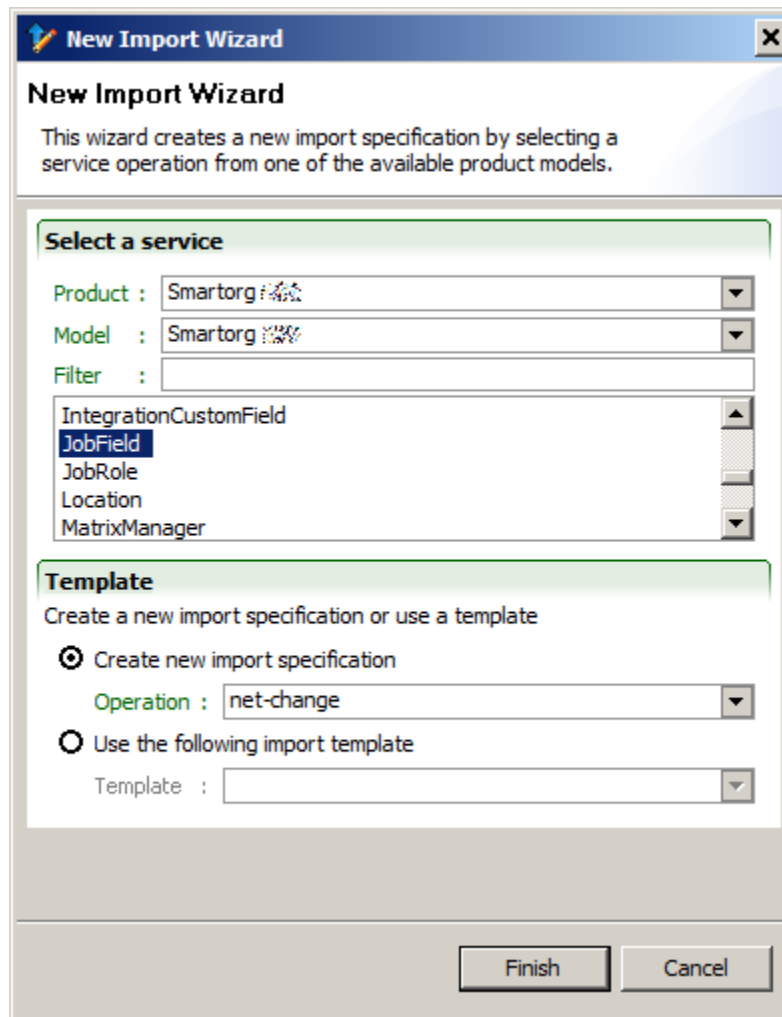 New Import Wizard
New Import Wizard
This wizard creates a new import specification by selecting a
service operation from one of the available product models.
Select a service
Product : Smartorg
Model : Smartorg
Filter :
IntegrationCustomField
JobField
JobRole
Location
MatrixManager
Template
Create a new import specification or use a template
Create new import specification
Operation : net-change
Use the following import template
Template :
Finish Cancel